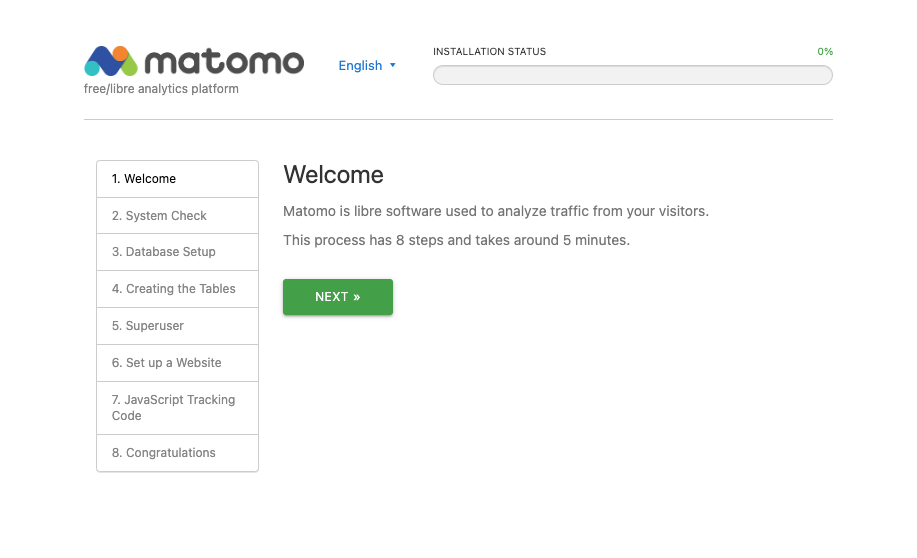 matomo
free/libre analytics platform
English
INSTALLATION STATUS
0%
1. Welcome
2. System Check
3. Database Setup
4. Creating the Tables
5. Superuser
6. Set up a Website
7. JavaScript Tracking
Code
8. Congratulations
Welcome
Matomo is libre software used to analyze traffic from your visitors.
This process has 8 steps and takes around 5 minutes.
NEXT »